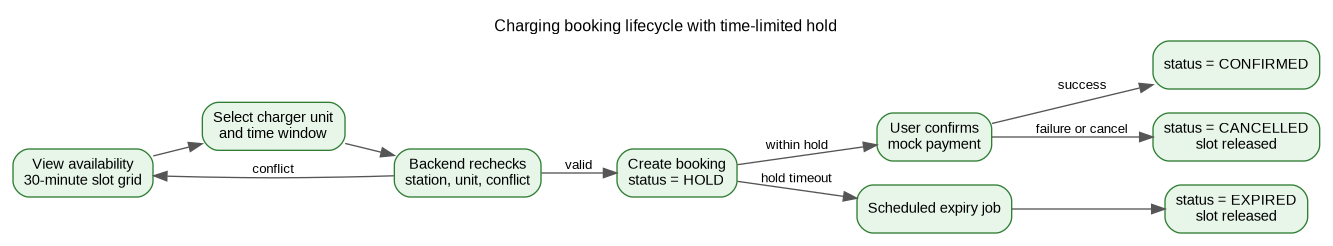 Charging booking lifecycle with time-limited hold
View availability
30-minute slot grid
Select charger unit
and time window
conflict
Backend rechecks
station, unit, conflict
valid
Create booking
status = HOLD
within hold
hold timeout
User confirms
mock payment
Scheduled expiry job
success
failure or cancel
status = CONFIRMED
status = CANCELLED
slot released
status = EXPIRED
slot released